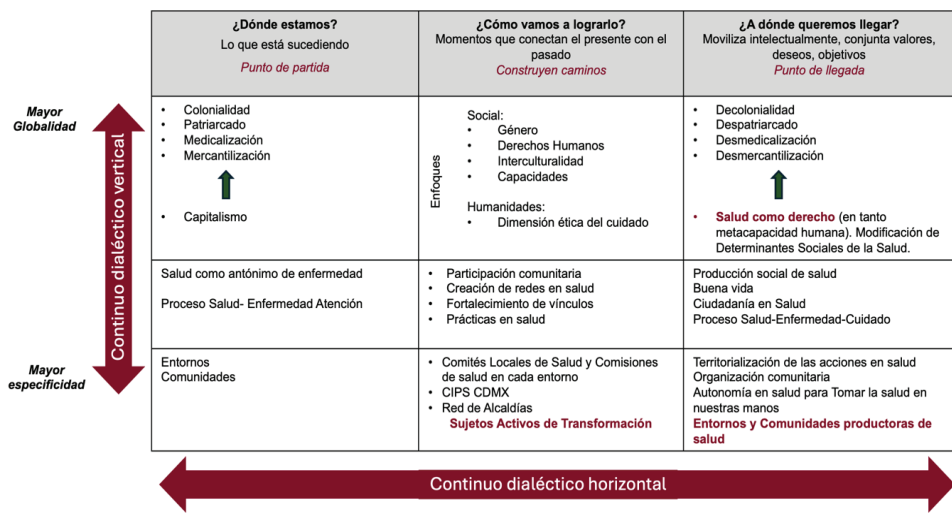 ¿Dónde estamos?
Lo que está sucediendo
Punto de partida
¿Cómo vamos a lograrlo?
Momentos que conectan el presente con el
pasado
Construyen caminos
¿A dónde queremos llegar?
Moviliza intelectualmente, conjunta valores,
deseos, objetivos
Punto de llegada
Mayor
Globalidad
Continuo dialéctico vertical
Mayor
especificidad
• Colonialidad
• Patriarcado
• Medicalización
• Mercantilización
• Capitalismo
Enfoques
Social:
• Género
• Derechos Humanos
• Interculturalidad
• Capacidades
Humanidades:
• Dimensión ética del cuidado
• Decolonialidad
• Despatriarcado
• Desmedicalización
• Desmercantilización
• Salud como derecho (en tanto
metacapacidad humana). Modificación de
Determinantes Sociales de la Salud.
Salud como antónimo de enfermedad
Proceso Salud- Enfermedad Atención
• Participación comunitaria
• Creación de redes en salud
• Fortalecimiento de vínculos
• Prácticas en salud
Producción social de salud
Buena vida
Ciudadanía en Salud
Proceso Salud-Enfermedad-Cuidado
Entornos
Comunidades
• Comités Locales de Salud y Comisiones
de salud en cada entorno
• CIPS CDMX
• Red de Alcaldías
Sujetos Activos de Transformación
Territorialización de las acciones en salud
Organización comunitaria
Autonomía en salud para Tomar la salud en
nuestras manos
Entornos y Comunidades productoras de
salud
Continuo dialéctico horizontal